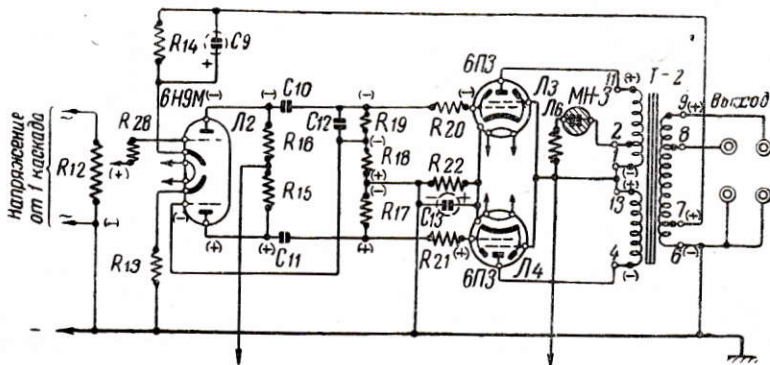 R14
C9
+
6Н9М
(-)
C10
(-)
6П3
Л3
МН-3
Л6
11
(+)
Т-2
9
(+)
Выход
Напряжение
от 1 каскада
~
R12
~
(-)
R28
(+)
Л2
R16
C12
R19
(-)
R18
R20
(-)
2
1
(-)
8
R15
(+)
(-)
R22
C13
+
(+)
13
7
(+)
R17
(-)
(+)
C11
(+)
R21
(+)
6П3
Л4
4
(-)
6
(-)
R13
-